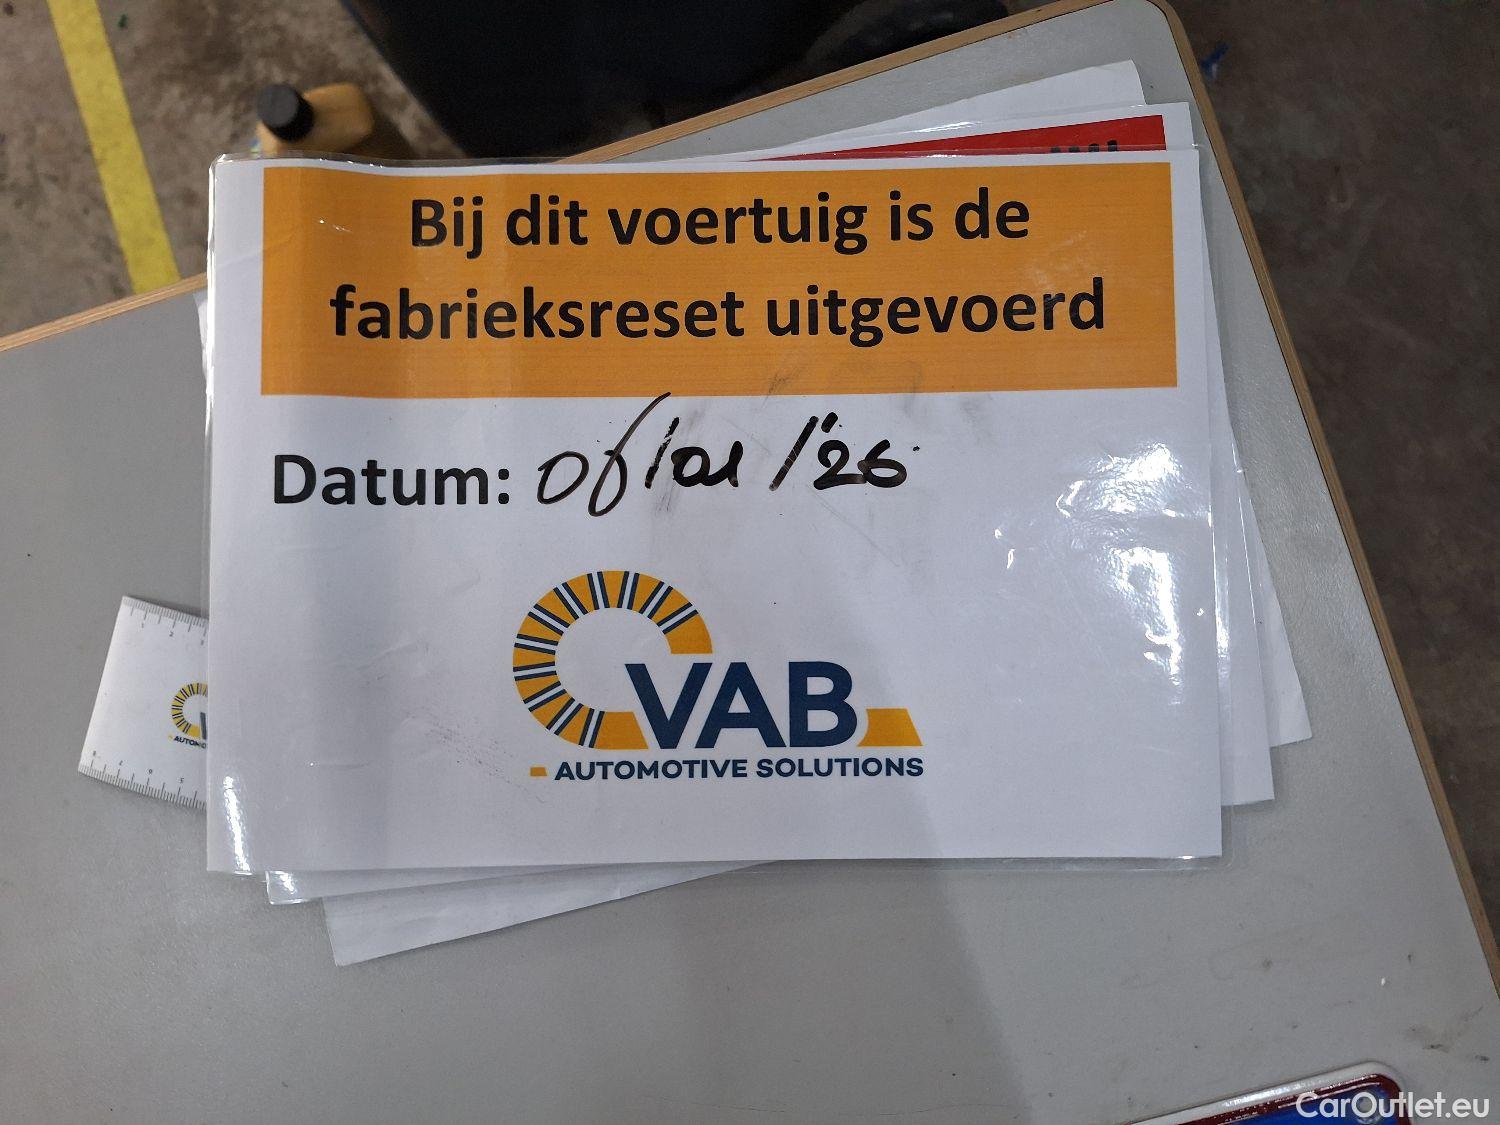 Bij dit voertuig is de
fabrieksreset uitgevoerd
Datum: 06/01/'26
VAB
AUTOMOTIVE SOLUTIONS
CarOutlet.eu